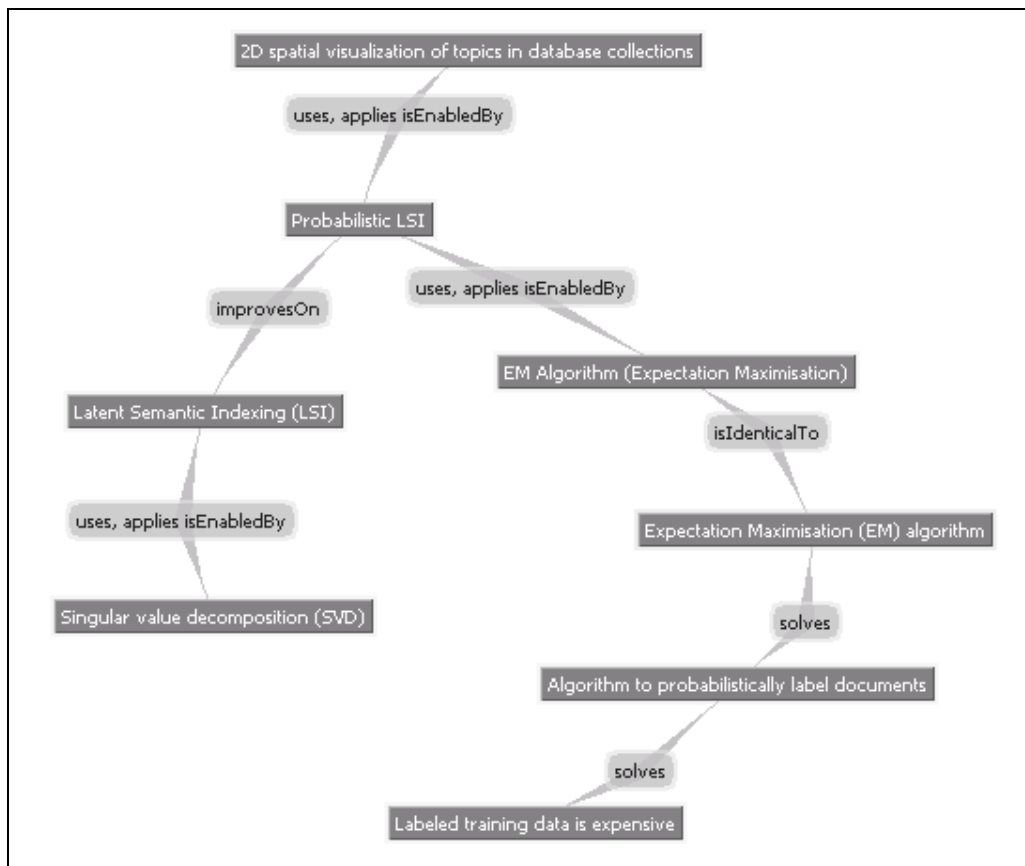 2D spatial visualization of topics in database collections
uses, applies isEnabledBy
Probabilistic LSI
uses, applies isEnabledBy
improvesOn
EM Algorithm (Expectation Maximisation)
Latent Semantic Indexing (LSI)
isIdenticalTo
uses, applies isEnabledBy
Expectation Maximisation (EM) algorithm
Singular value decomposition (SVD)
solves
Algorithm to probabilistically label documents
solves
Labeled training data is expensive